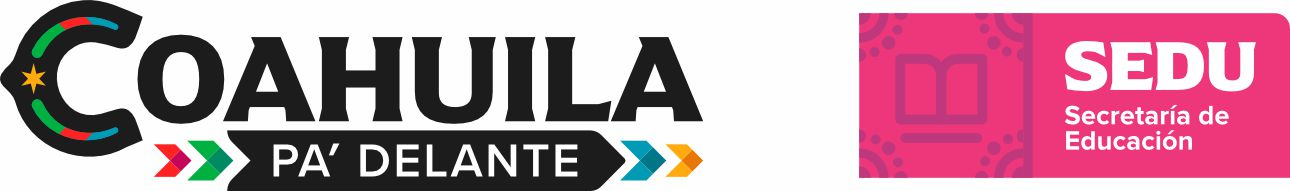 COAHUILA
PA' DELANTE
SEDU
Secretaría de
Educación